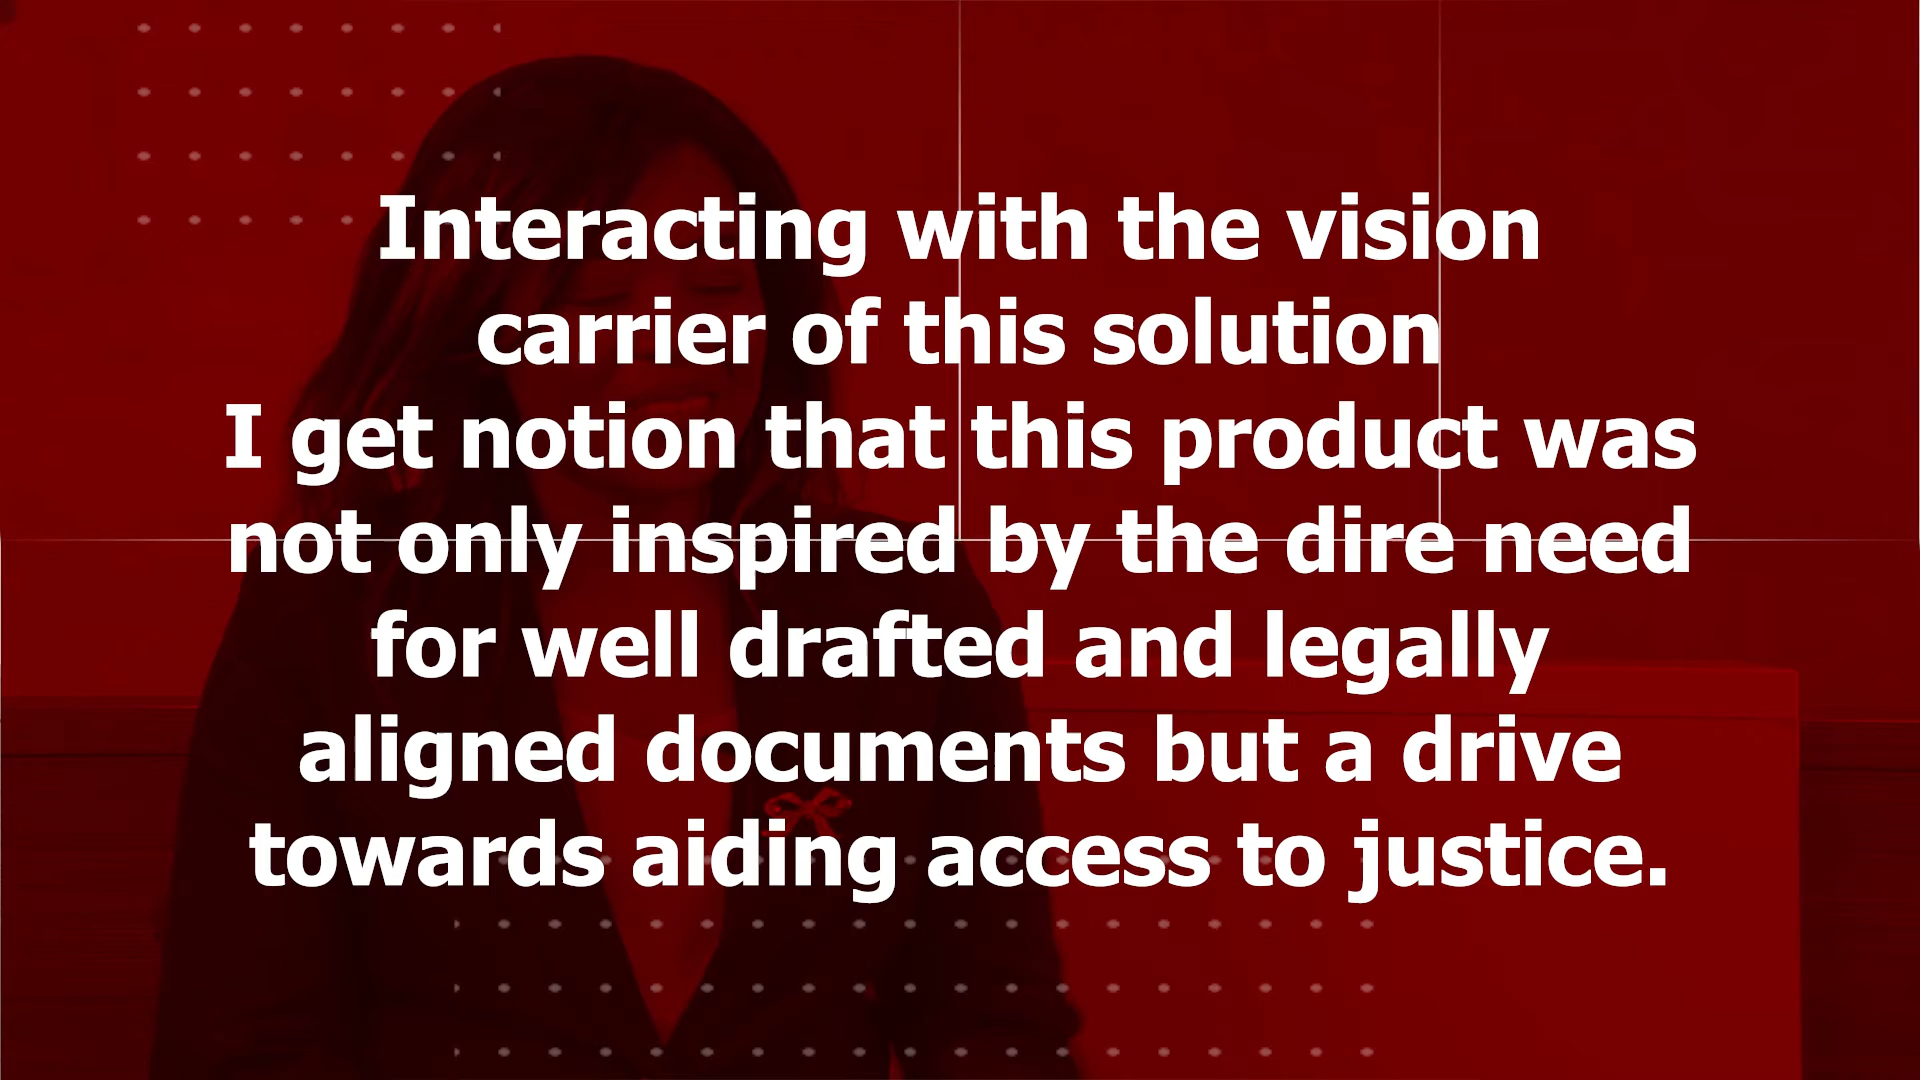 Interacting with the vision
carrier of this solution
I get notion that this product was
not only inspired by the dire need
for well drafted and legally
aligned documents but a drive
towards aiding access to justice.